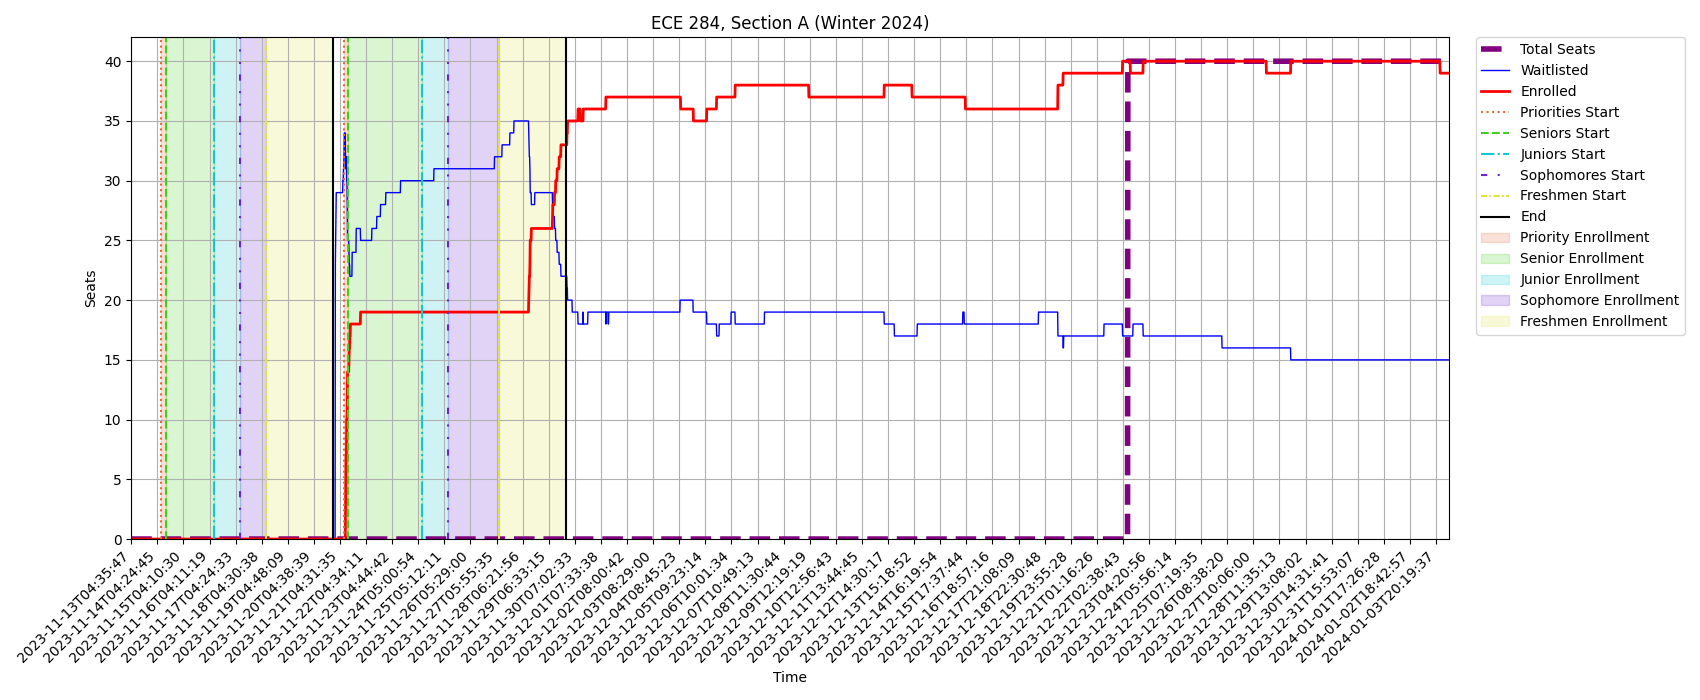 ECE 284, Section A (Winter 2024)
Seats
40
35
30
25
20
15
10
5
0
2023-11-13T04:35:47
2023-11-14T04:24:45
2023-11-15T04:10:30
2023-11-16T04:11:19
2023-11-17T04:24:33
2023-11-18T04:30:38
2023-11-19T04:48:09
2023-11-20T04:38:39
2023-11-21T04:31:35
2023-11-22T04:34:11
2023-11-23T04:44:42
2023-11-24T05:00:54
2023-11-25T05:12:11
2023-11-26T05:29:00
2023-11-27T05:55:35
2023-11-28T06:21:56
2023-11-29T06:33:15
2023-11-30T07:02:33
2023-12-01T07:33:38
2023-12-02T08:00:42
2023-12-03T08:29:00
2023-12-04T08:45:23
2023-12-05T09:23:14
2023-12-06T10:01:34
2023-12-07T10:49:13
2023-12-08T11:30:44
2023-12-09T12:19:19
2023-12-10T12:56:43
2023-12-11T13:44:45
2023-12-12T14:30:17
2023-12-13T15:18:52
2023-12-14T16:19:54
2023-12-15T17:37:44
2023-12-16T18:57:16
2023-12-17T21:08:09
2023-12-18T22:30:48
2023-12-19T23:55:28
2023-12-21T01:16:26
2023-12-22T02:38:43
2023-12-23T04:20:56
2023-12-24T05:56:14
2023-12-25T07:19:35
2023-12-26T08:38:20
2023-12-27T10:06:00
2023-12-28T11:35:13
2023-12-29T13:08:02
2023-12-30T14:31:41
2023-12-31T15:53:07
2024-01-01T17:26:28
2024-01-02T18:42:57
2024-01-03T20:19:37
Time
Total Seats
Waitlisted
Enrolled
Priorities Start
Seniors Start
Juniors Start
Sophomores Start
Freshmen Start
End
Priority Enrollment
Senior Enrollment
Junior Enrollment
Sophomore Enrollment
Freshmen Enrollment